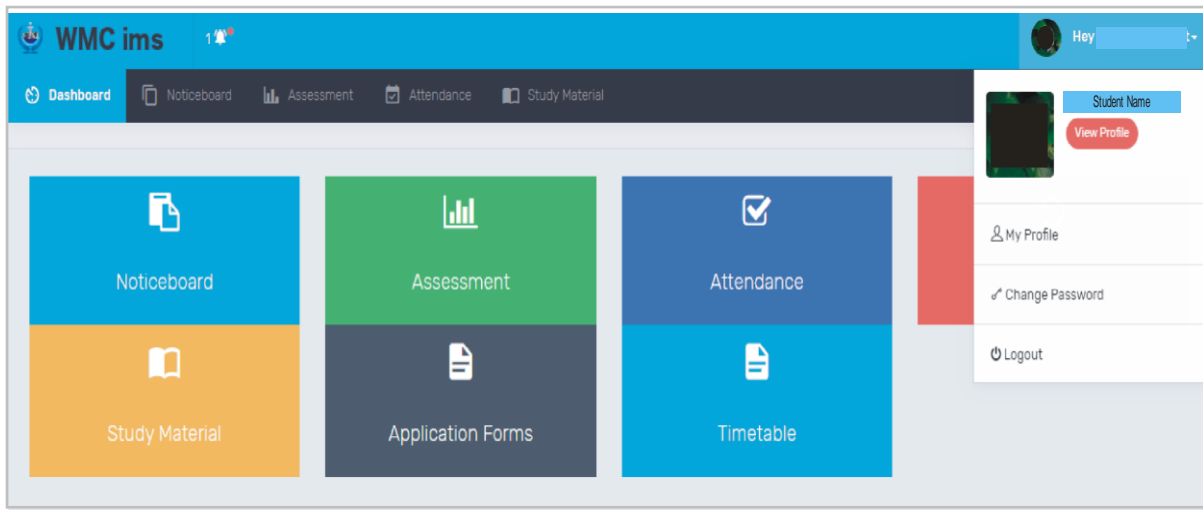 WMC ims
1
Hey
Dashboard
Noticeboard
Assessment
Attendance
Study Material
Student Name
View Profile
Noticeboard
Assessment
Attendance
My Profile
Change Password
Logout
Study Material
Application Forms
Timetable